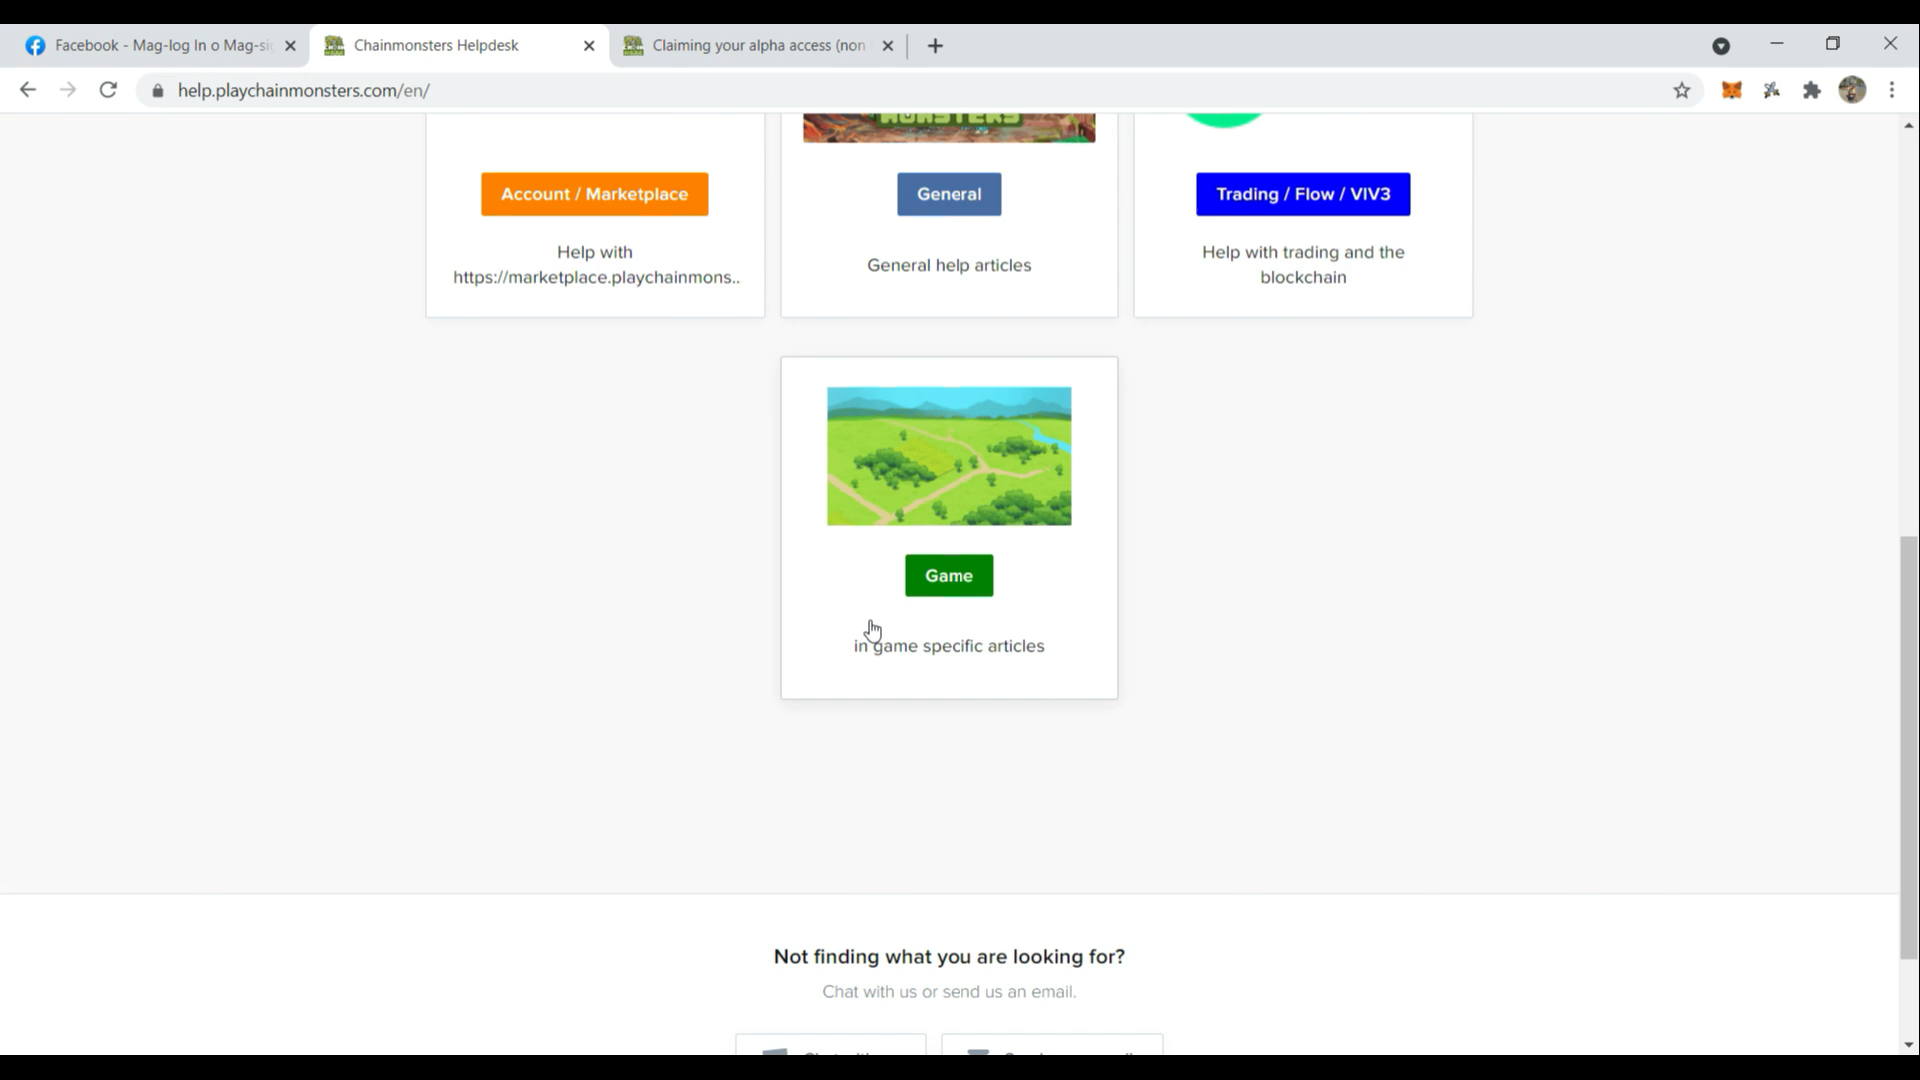 Facebook - Mag-log In o Mag-si
Chainmonsters Helpdesk
Claiming your alpha access (non
help.playchainmonsters.com/en/
MONSTERS
Account / Marketplace
General
Trading / Flow / VIV3
Help with
https://marketplace.playchainmons..
General help articles
Help with trading and the
blockchain
Game
in game specific articles
Not finding what you are looking for?
Chat with us or send us an email.